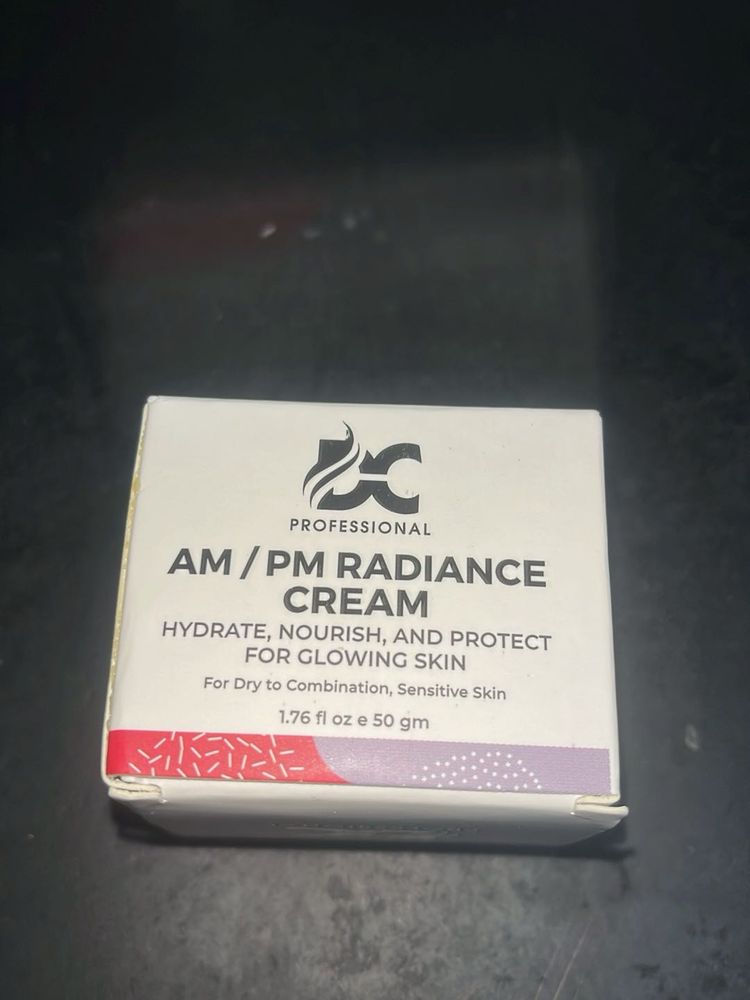 DC
PROFESSIONAL
AM / PM RADIANCE
CREAM
HYDRATE, NOURISH, AND PROTECT
FOR GLOWING SKIN
For Dry to Combination, Sensitive Skin
1.76 fl oz e 50 gm